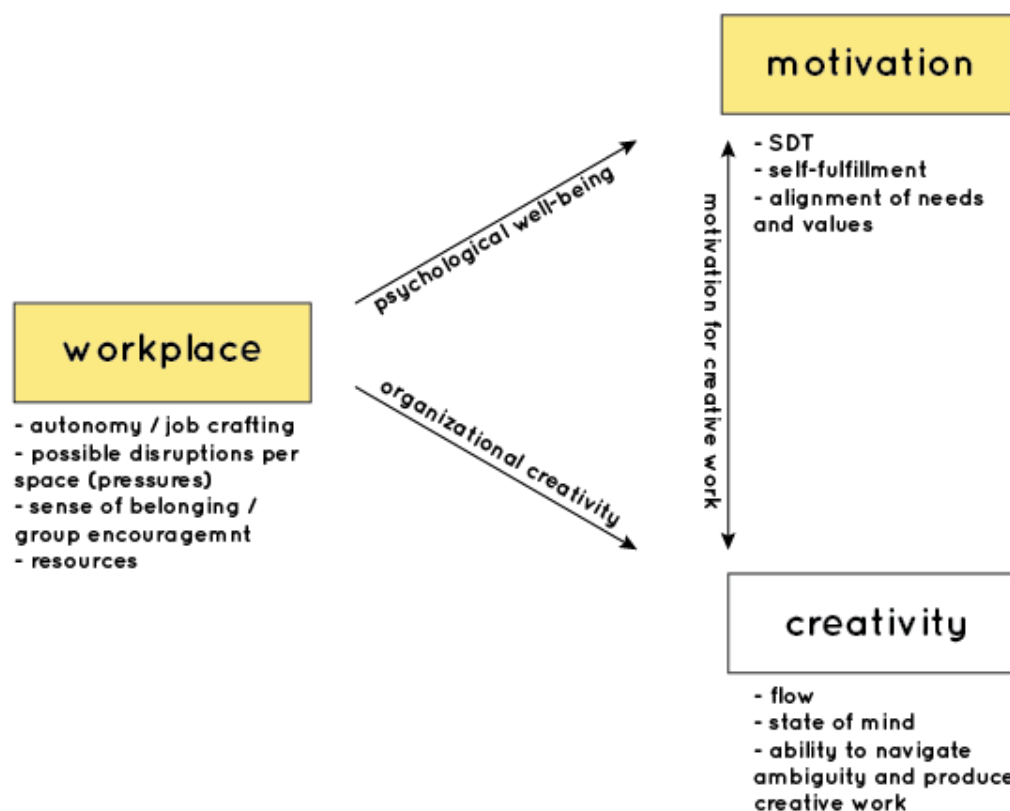 motivation
- SDT
- self-fulfillment
- alignment of needs
and values
psychological well-being
motivation for creative work
workplace
- autonomy / job crafting
- possible disruptions per
space (pressures)
- sense of belonging /
group encouragemnt
- resources
organizational creativity
creativity
- flow
- state of mind
- ability to navigate
ambiguity and produce
creative work